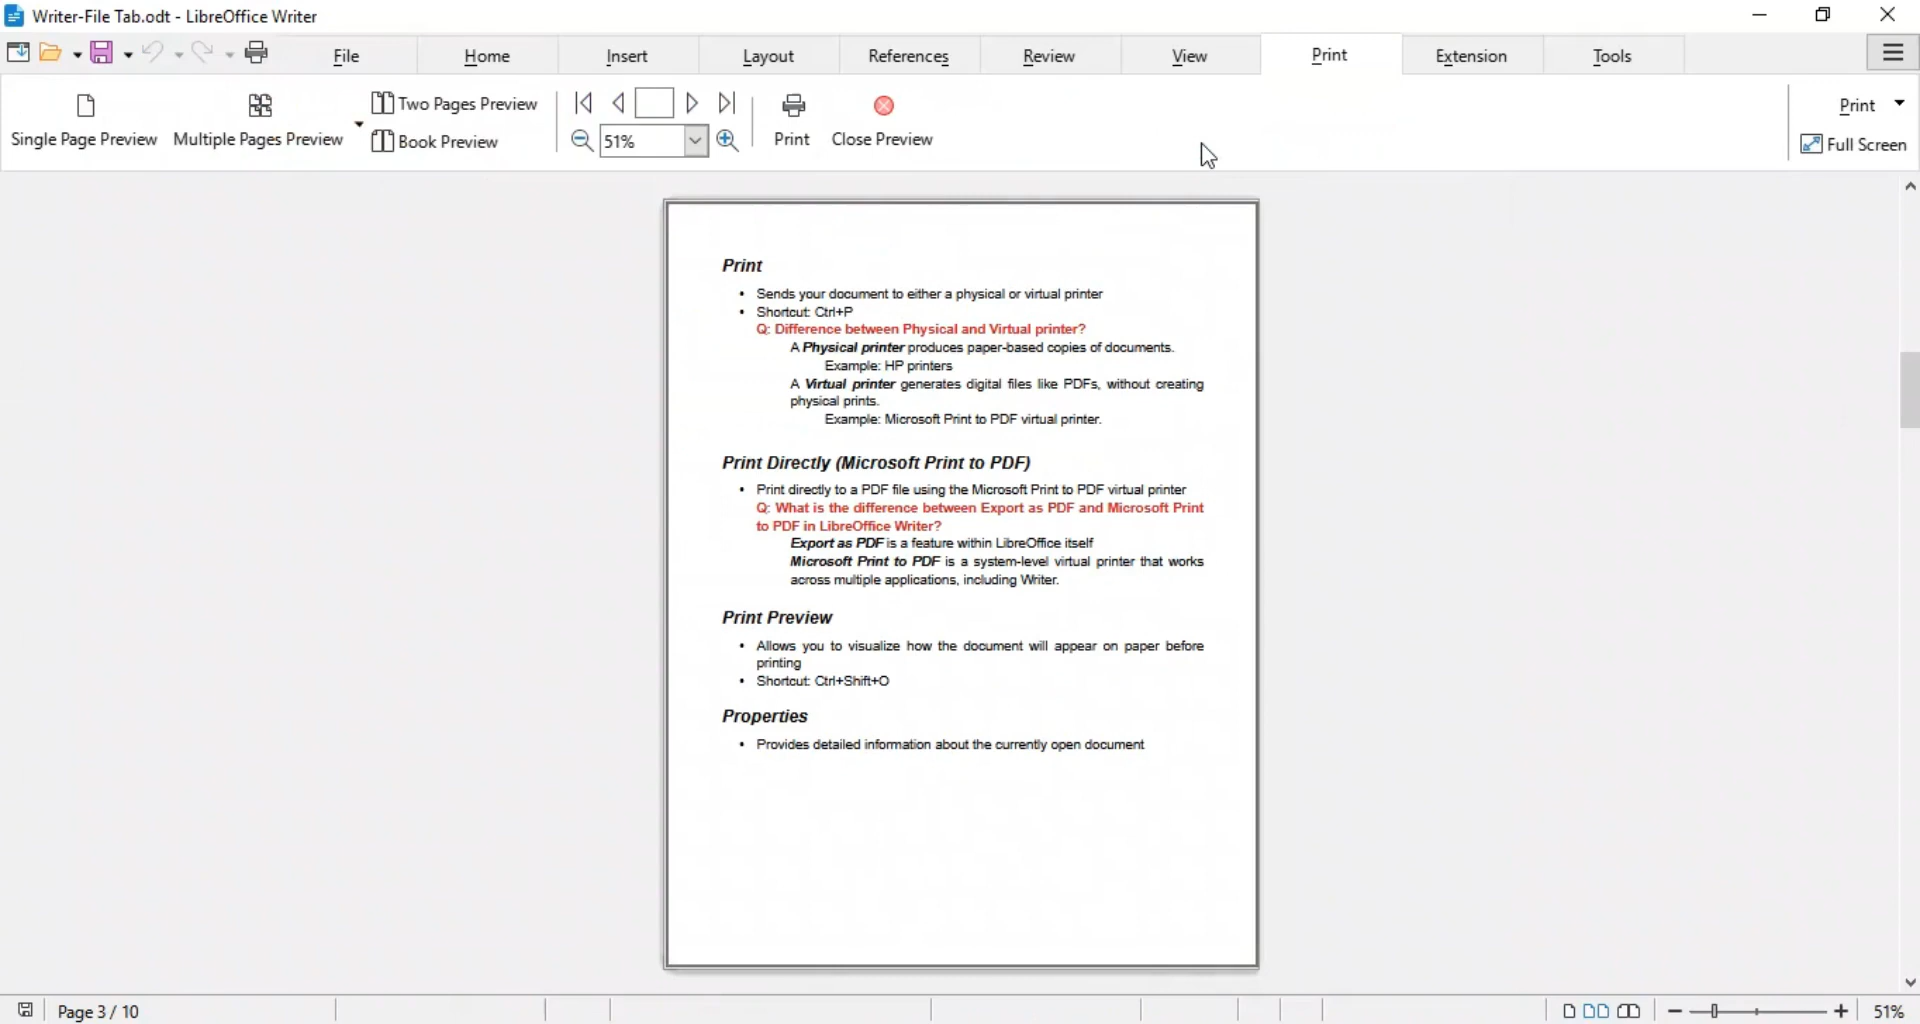 Writer-File Tab.odt - LibreOffice Writer
File Home Insert Layout References Review View Print Extension Tools
Two Pages Preview
Single Page Preview Multiple Pages Preview
Book Preview
51%
Print Close Preview
Print
Full Screen
Print
• Sends your document to either a physical or virtual printer
• Shortcut: Ctrl+P
Q: Difference between Physical and Virtual printer?
A Physical printer produces paper-based copies of documents.
Example: HP printers
A Virtual printer generates digital files like PDFs, without creating
physical prints.
Example: Microsoft Print to PDF virtual printer.
Print Directly (Microsoft Print to PDF)
• Print directly to a PDF file using the Microsoft Print to PDF virtual printer
Q: What is the difference between Export as PDF and Microsoft Print
to PDF in LibreOffice Writer?
Export as PDF is a feature within LibreOffice itself
Microsoft Print to PDF is a system-level virtual printer that works
across multiple applications, including Writer.
Print Preview
• Allows you to visualize how the document will appear on paper before
printing
• Shortcut: Ctrl+Shift+O
Properties
• Provides detailed information about the currently open document
Page 3 / 10
51%